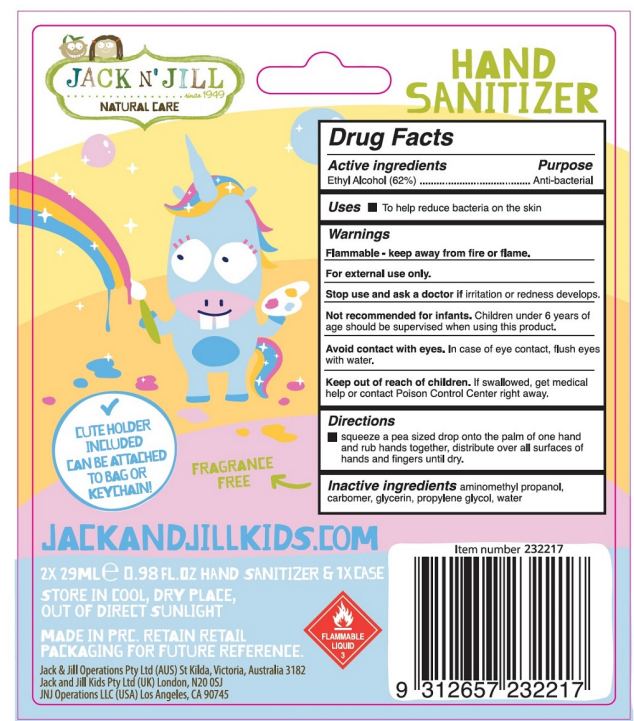 JACK N' JILL
since 1949
NATURAL CARE
HAND
SANITIZER
Drug Facts
Active ingredients Purpose
Ethyl Alcohol (62%) ................................... Anti-bacterial
Uses ■ To help reduce bacteria on the skin
Warnings
Flammable - keep away from fire or flame.
For external use only.
Stop use and ask a doctor if irritation or redness develops.
Not recommended for infants. Children under 6 years of
age should be supervised when using this product.
Avoid contact with eyes. In case of eye contact, flush eyes
with water.
Keep out of reach of children. If swallowed, get medical
help or contact Poison Control Center right away.
Directions
■ squeeze a pea sized drop onto the palm of one hand
and rub hands together, distribute over all surfaces of
hands and fingers until dry.
Inactive ingredients aminomethyl propanol,
carbomer, glycerin, propylene glycol, water
CUTE HOLDER
INCLUDED
CAN BE ATTACHED
TO BAG OR
KEYCHAIN!
FRAGRANCE
FREE
JACKANDJILLKIDS.COM
2X 29ML℮ 0.98 FL.OZ HAND SANITIZER & 1X CASE
STORE IN COOL, DRY PLACE,
OUT OF DIRECT SUNLIGHT
MADE IN PRC. RETAIN RETAIL
PACKAGING FOR FUTURE REFERENCE.
Jack & Jill Operations Pty Ltd (AUS) St Kilda, Victoria, Australia 3182
Jack and Jill Kids Pty Ltd (UK) London, N20 0SJ
JNJ Operations LLC (USA) Los Angeles, CA 90745
FLAMMABLE
LIQUID
3
Item number 232217
9 312657 232217